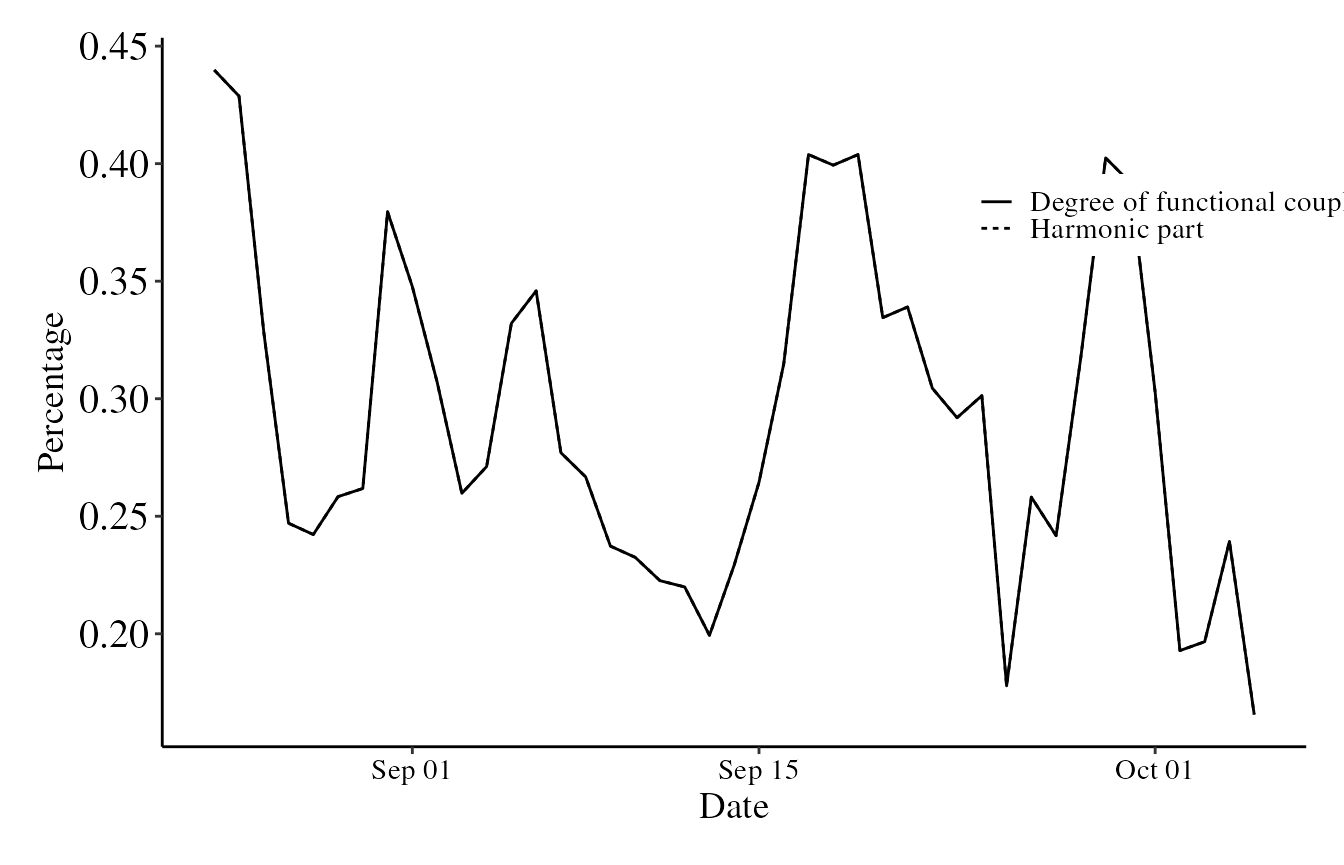 0.45
0.40
0.35
0.30
0.25
0.20
Percentage
Degree of functional coupl
Harmonic part
Sep 01
Sep 15
Oct 01
Date